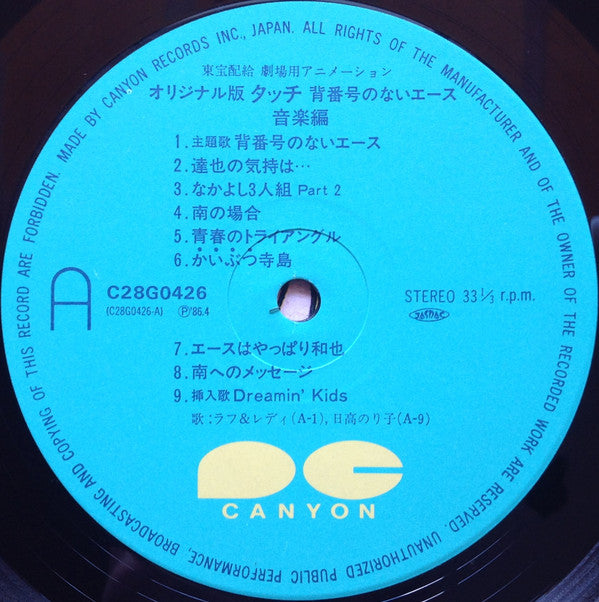 MADE BY CANYON RECORDS INC., JAPAN. ALL RIGHTS OF THE MANUFACTURER AND OF THE OWNER OF THE RECORDED WORK ARE RESERVED. UNAUTHORIZED PUBLIC PERFORMANCE, BROADCASTING AND COPYING OF THIS RECORD ARE FORBIDDEN.
東宝配給 劇場用アニメーション
オリジナル版 タッチ 背番号のないエース
音楽編
1. 主題歌 背番号のないエース
2. 達也の気持は…
3. なかよし3人組 Part 2
4. 南の場合
5. 青春のトライアングル
6. かいぶつ寺島
A C28G0426
(C28G0426-A) Ⓟ'86.4
STEREO 33⅓ r.p.m.
JASRAC
7. エースはやっぱり和也
8. 南へのメッセージ
9. 挿入歌 Dreamin' Kids
歌:ラフ&レディ(A-1), 日高のり子(A-9)
CANYON